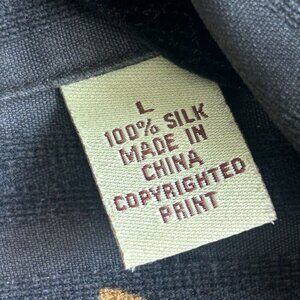 L
100% SILK
MADE IN
CHINA
COPYRIGHTED
PRINT